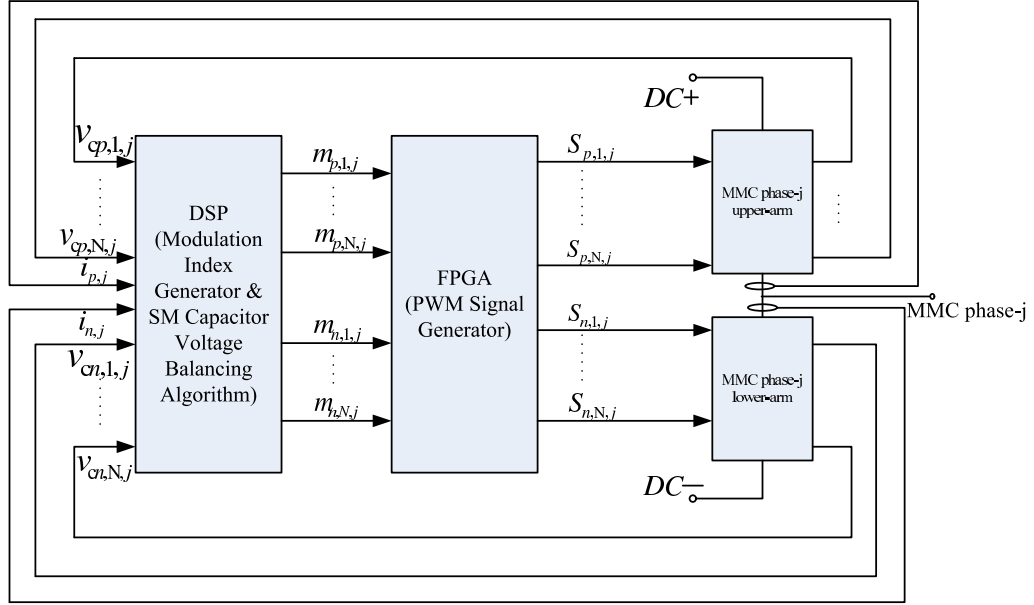 DC+
v_cp,1,j
v_cp,N,j
i_p,j
i_n,j
v_cn,1,j
v_cn,N,j
DSP
(Modulation
Index
Generator &
SM Capacitor
Voltage
Balancing
Algorithm)
m_p,1,j
m_p,N,j
m_n,1,j
m_n,N,j
FPGA
(PWM Signal
Generator)
S_p,1,j
S_p,N,j
S_n,1,j
S_n,N,j
MMC phase-j
upper-arm
MMC phase-j
MMC phase-j
lower-arm
DC—